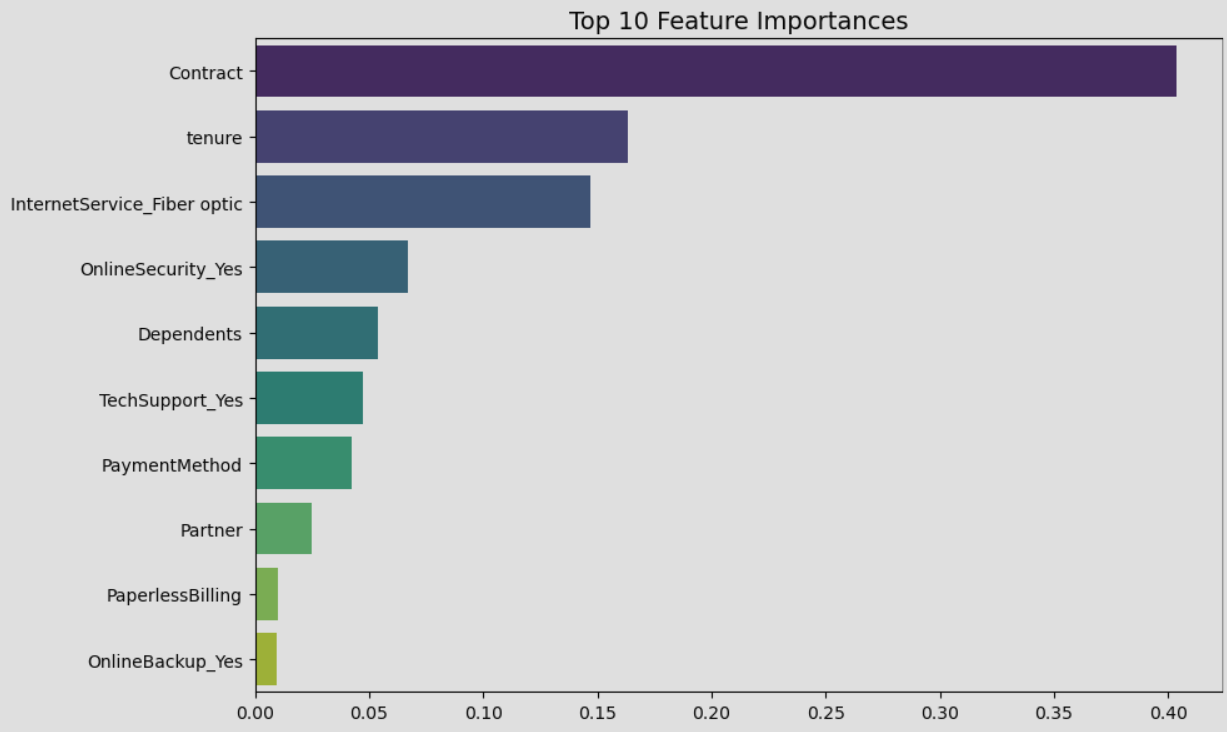 Top 10 Feature Importances
Contract
tenure
InternetService_Fiber optic
OnlineSecurity_Yes
Dependents
TechSupport_Yes
PaymentMethod
Partner
PaperlessBilling
OnlineBackup_Yes
0.00 0.05 0.10 0.15 0.20 0.25 0.30 0.35 0.40